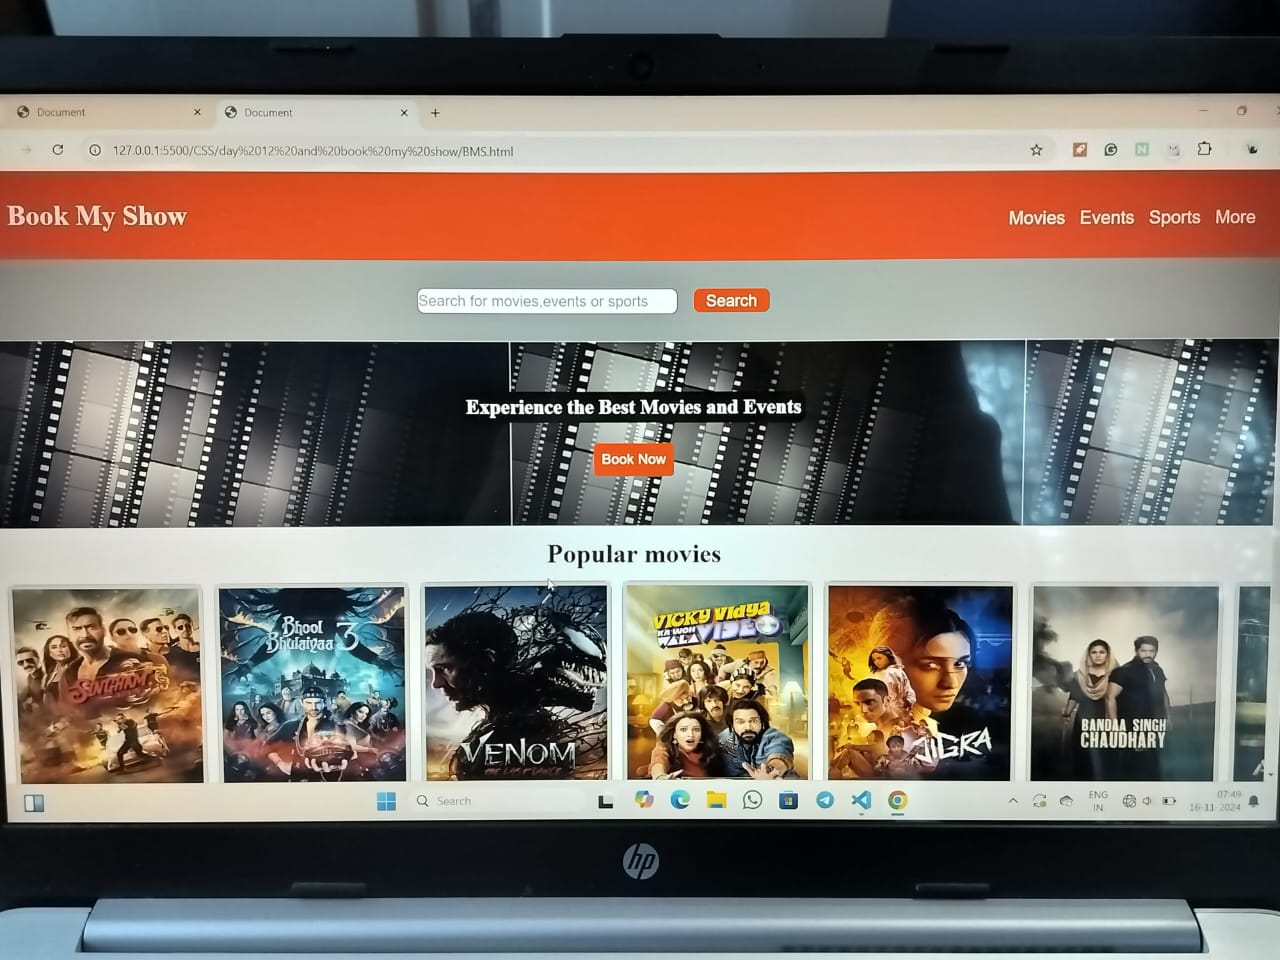 Document
Document
127.0.0.1:5500/CSS/day%2012%20and%20book%20my%20show/BMS.html
Book My Show
Movies Events Sports More
Search for movies,events or sports
Search
Experience the Best Movies and Events
Book Now
Popular movies
SINGHAM
Bhool
Bhulaiyaa 3
VENOM
THE LAST DANCE
VICKY VIDYA
KA WOH
WALA VIDEO
JIGRA
BANDAA SINGH
CHAUDHARY
Search
ENG
IN
07:49
16-11-2024
hp